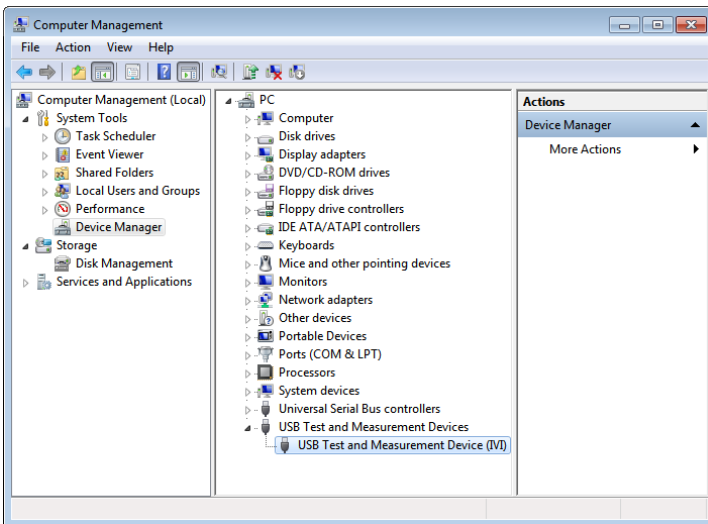 Computer Management
File Action View Help
Computer Management (Local)
System Tools
Task Scheduler
Event Viewer
Shared Folders
Local Users and Groups
Performance
Device Manager
Storage
Disk Management
Services and Applications
PC
Computer
Disk drives
Display adapters
DVD/CD-ROM drives
Floppy disk drives
Floppy drive controllers
IDE ATA/ATAPI controllers
Keyboards
Mice and other pointing devices
Monitors
Network adapters
Other devices
Portable Devices
Ports (COM & LPT)
Processors
System devices
Universal Serial Bus controllers
USB Test and Measurement Devices
USB Test and Measurement Device (IVI)
Actions
Device Manager
More Actions